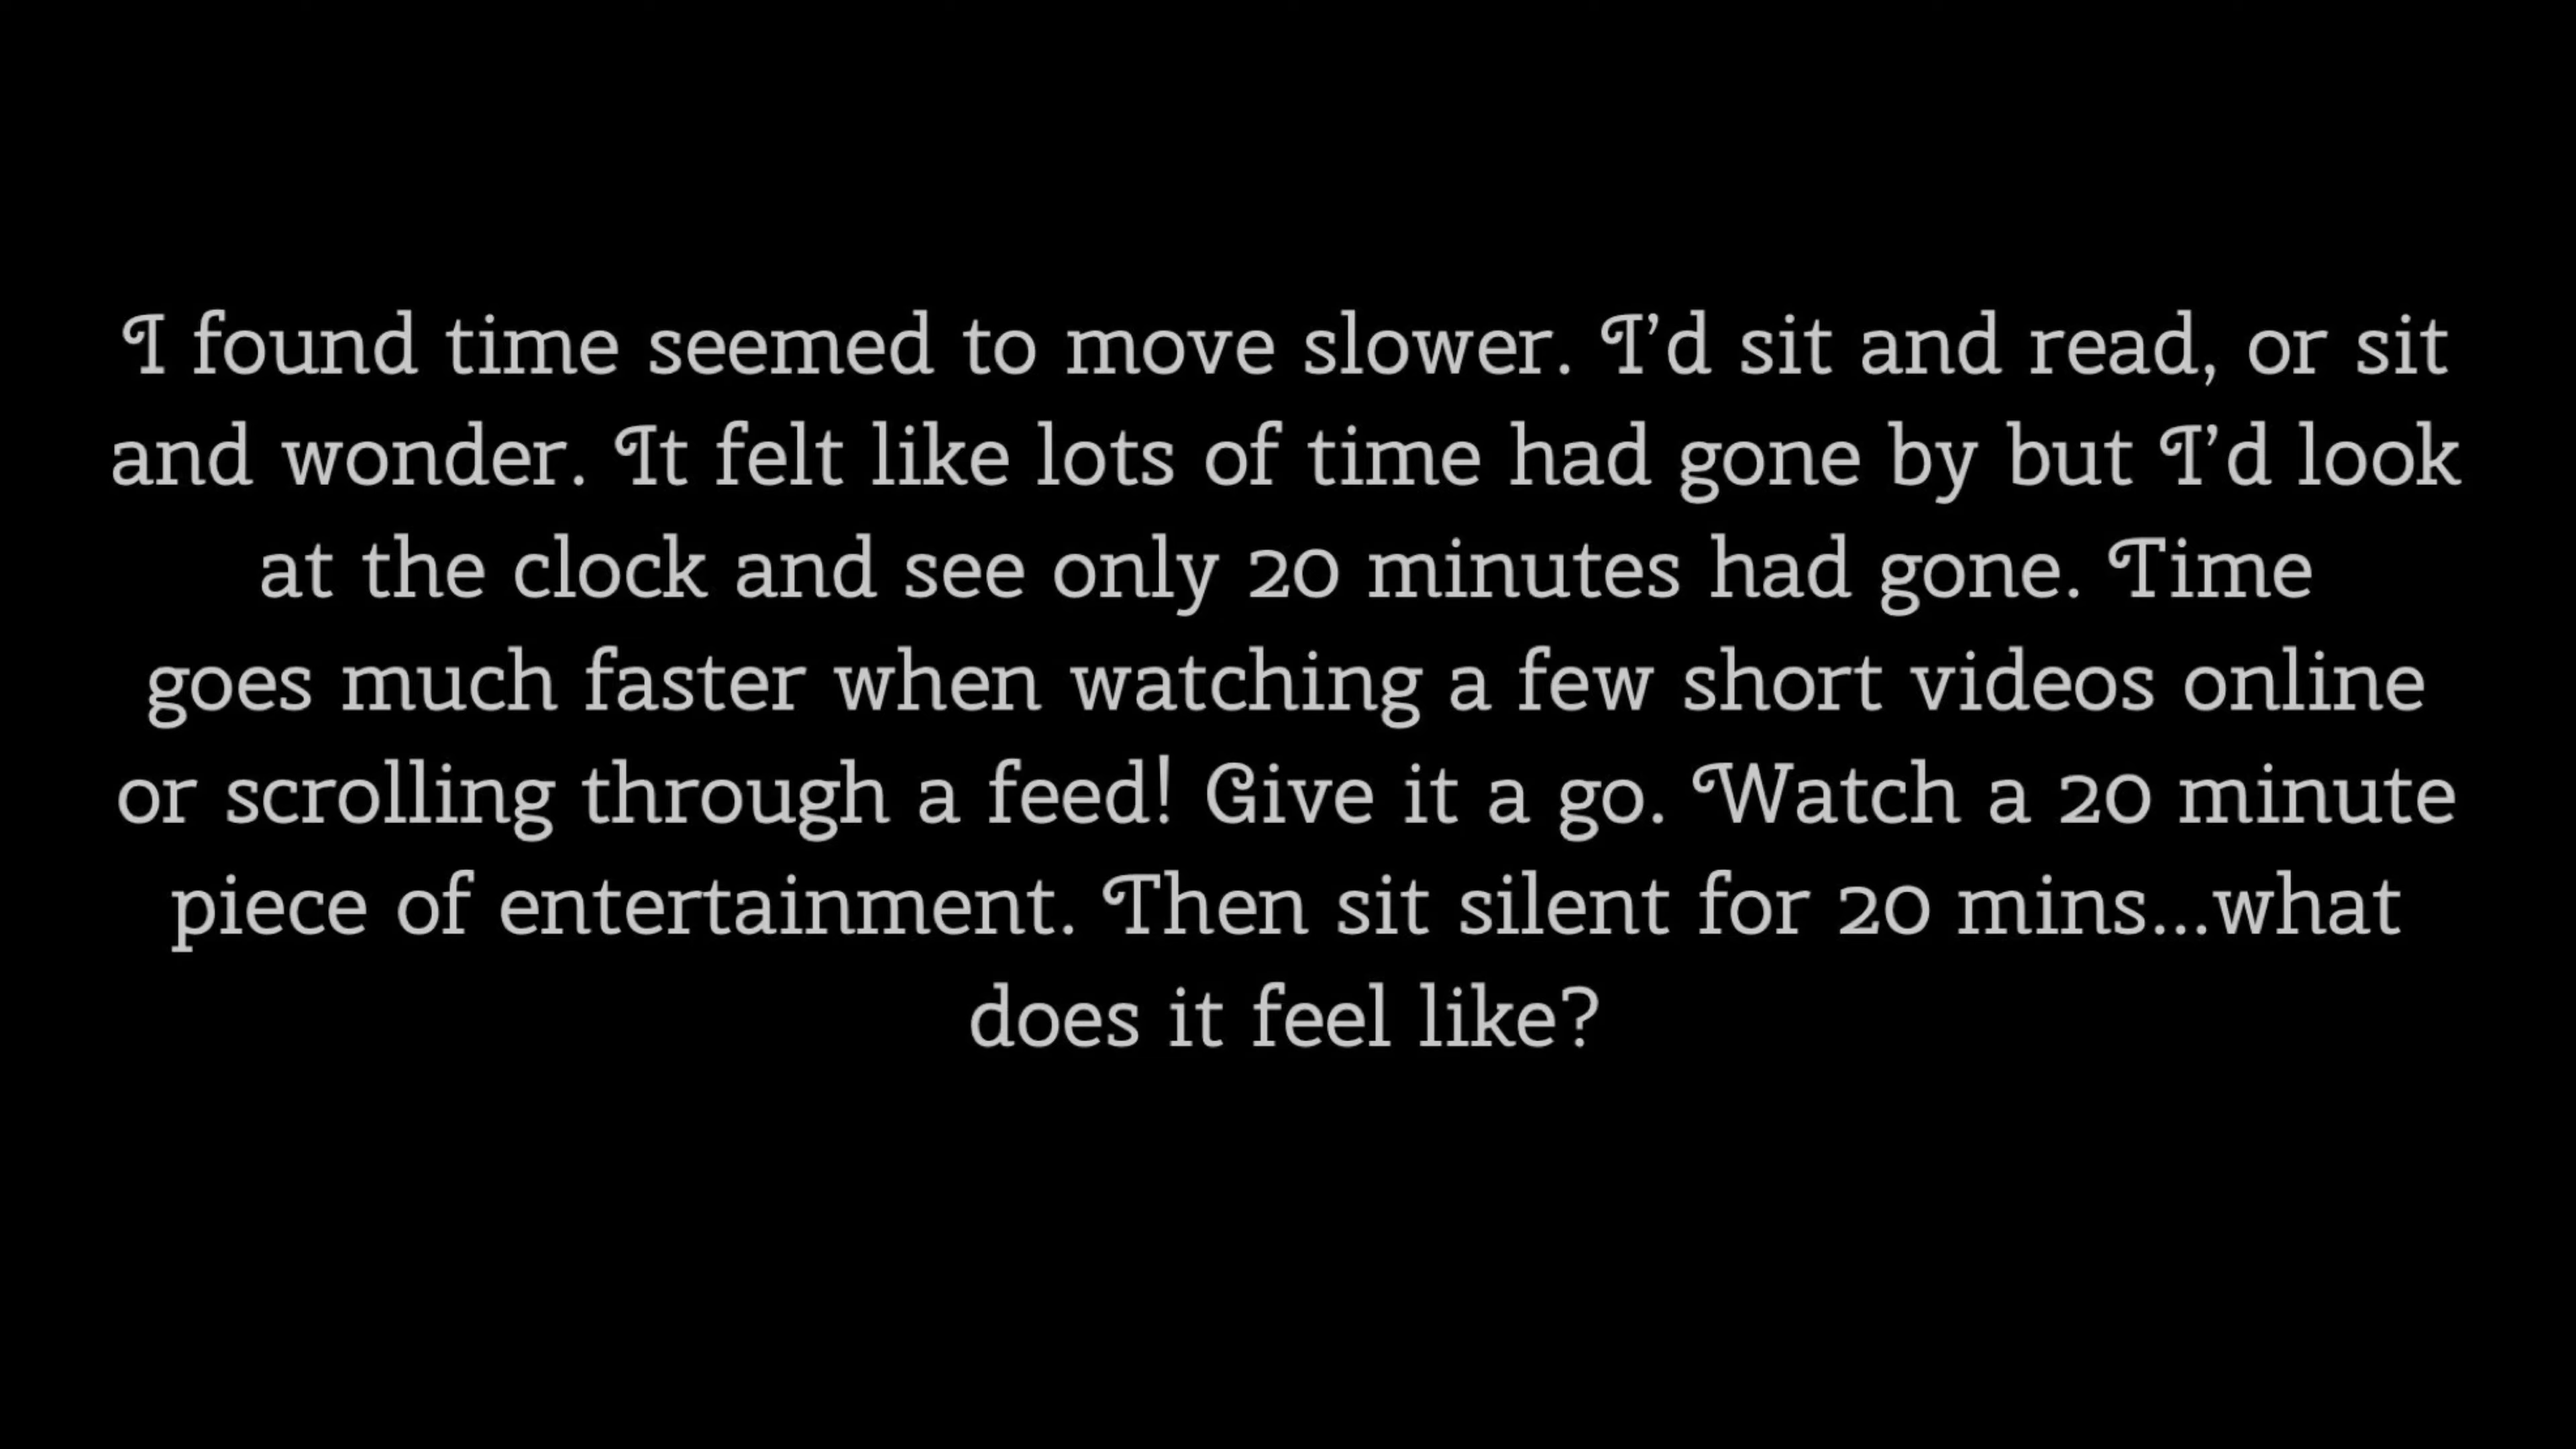 I found time seemed to move slower. I’d sit and read, or sit
and wonder. It felt like lots of time had gone by but I’d look
at the clock and see only 20 minutes had gone. Time
goes much faster when watching a few short videos online
or scrolling through a feed! Give it a go. Watch a 20 minute
piece of entertainment. Then sit silent for 20 mins...what
does it feel like?